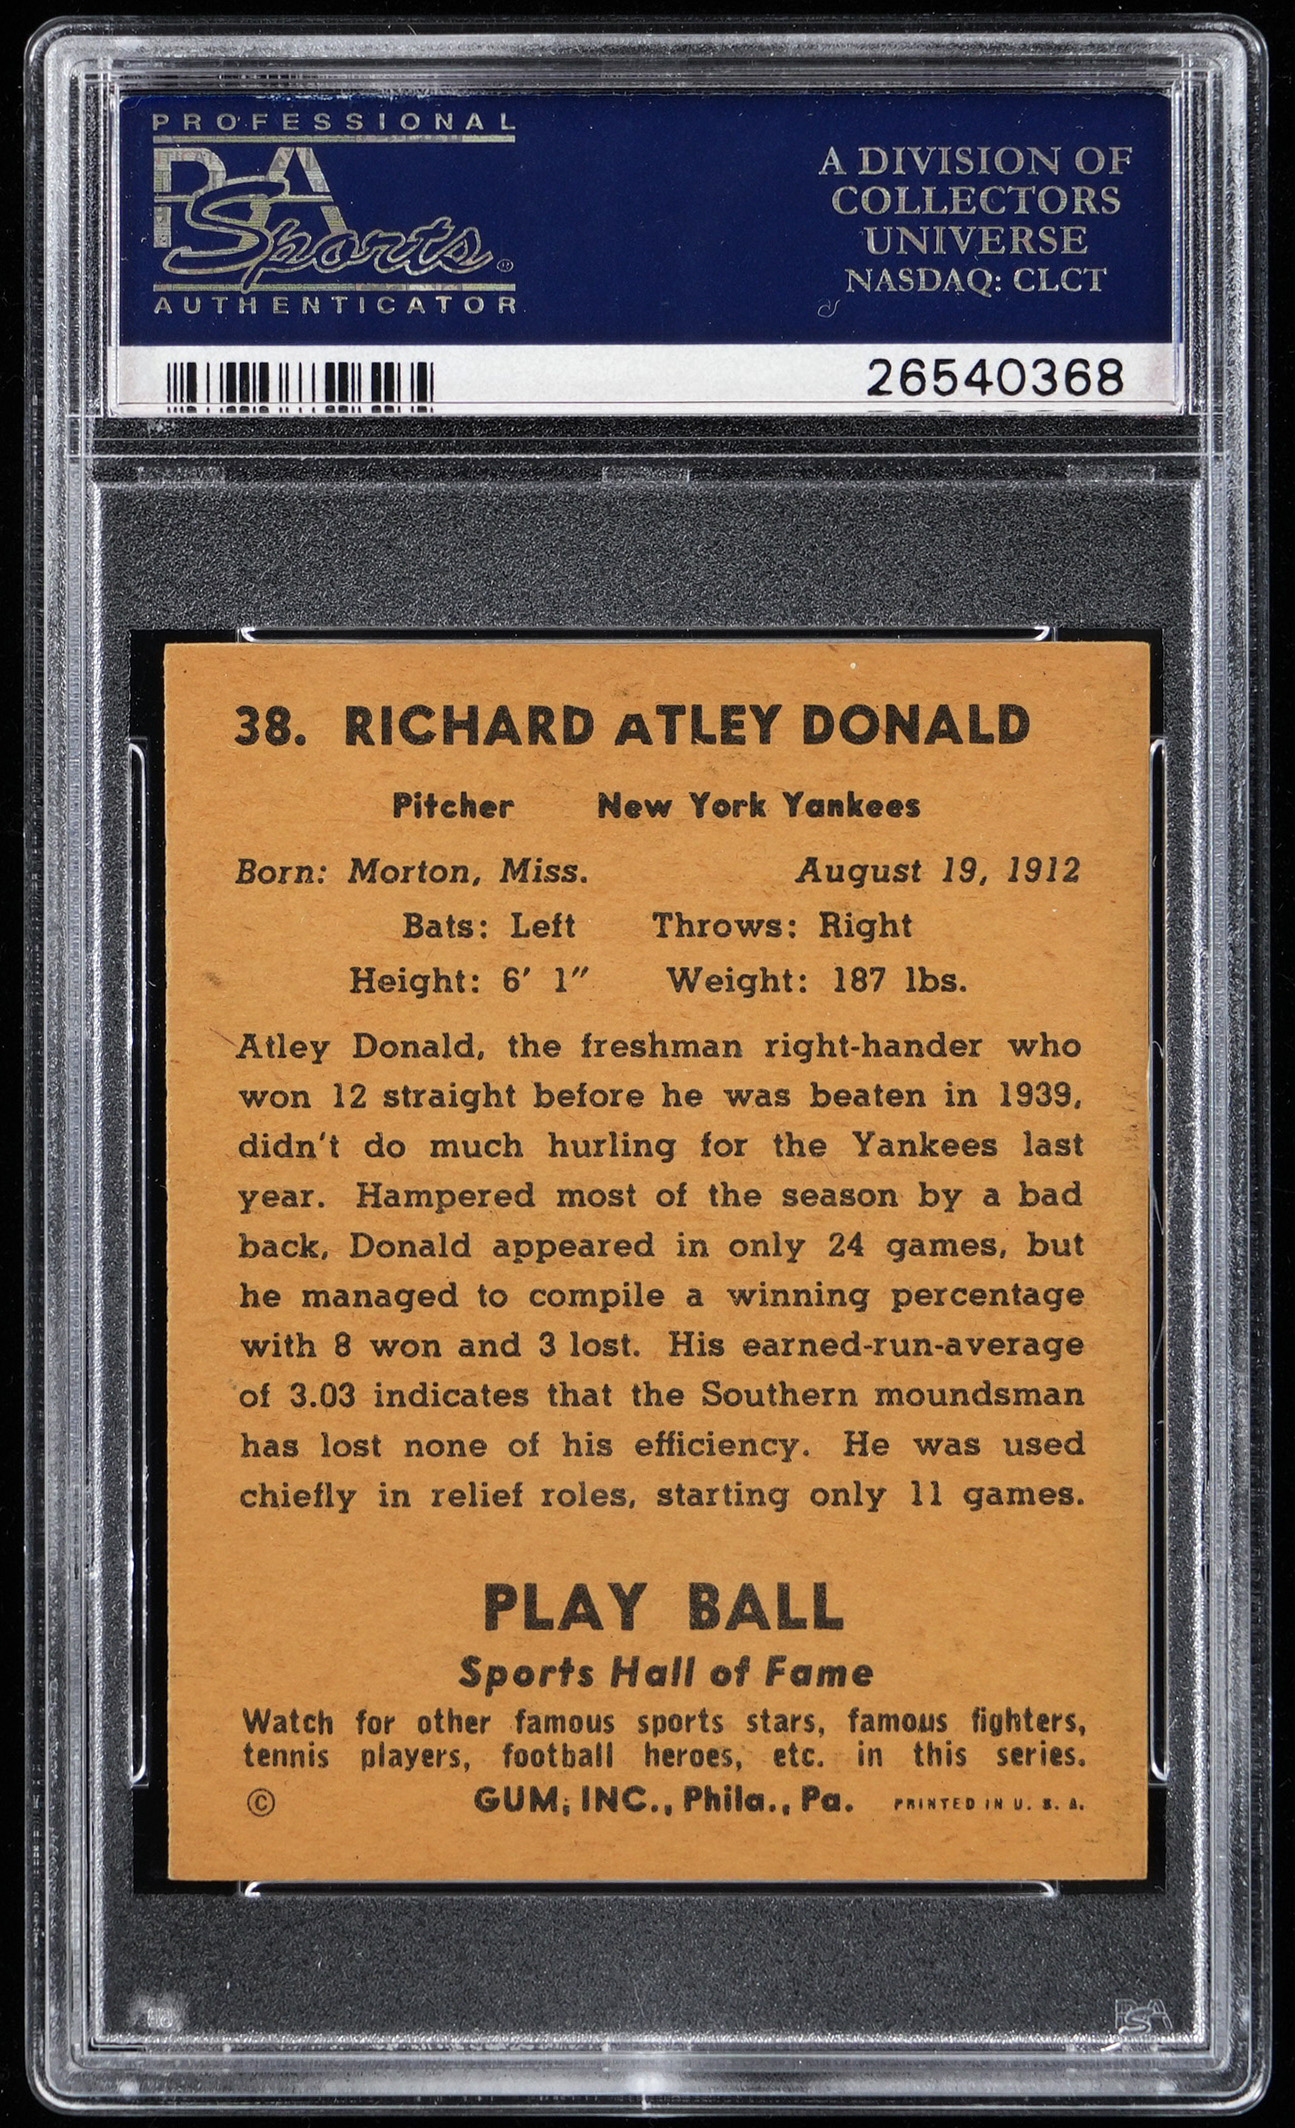 PROFESSIONAL
PSA
Sports
AUTHENTICATOR
A DIVISION OF
COLLECTORS
UNIVERSE
NASDAQ: CLCT
26540368
38. RICHARD ATLEY DONALD
Pitcher New York Yankees
Born: Morton, Miss. August 19, 1912
Bats: Left Throws: Right
Height: 6′ 1″ Weight: 187 lbs.
Atley Donald, the freshman right-hander who
won 12 straight before he was beaten in 1939,
didn't do much hurling for the Yankees last
year. Hampered most of the season by a bad
back, Donald appeared in only 24 games, but
he managed to compile a winning percentage
with 8 won and 3 lost. His earned-run-average
of 3.03 indicates that the Southern moundsman
has lost none of his efficiency. He was used
chiefly in relief roles, starting only 11 games.
PLAY BALL
Sports Hall of Fame
Watch for other famous sports stars, famous fighters,
tennis players, football heroes, etc. in this series.
© GUM, INC., Phila., Pa. PRINTED IN U. S. A.
PSA